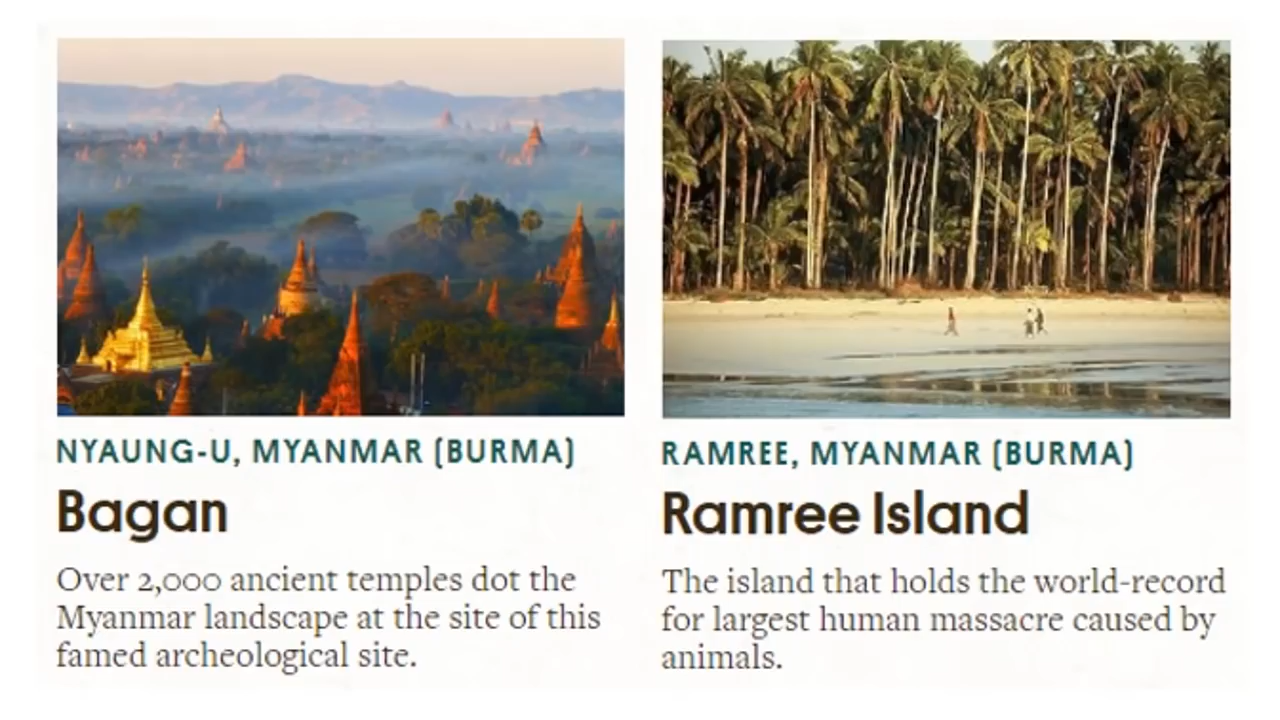 NYAUNG-U, MYANMAR (BURMA)
Bagan
Over 2,000 ancient temples dot the
Myanmar landscape at the site of this
famed archeological site.
RAMREE, MYANMAR (BURMA)
Ramree Island
The island that holds the world-record
for largest human massacre caused by
animals.